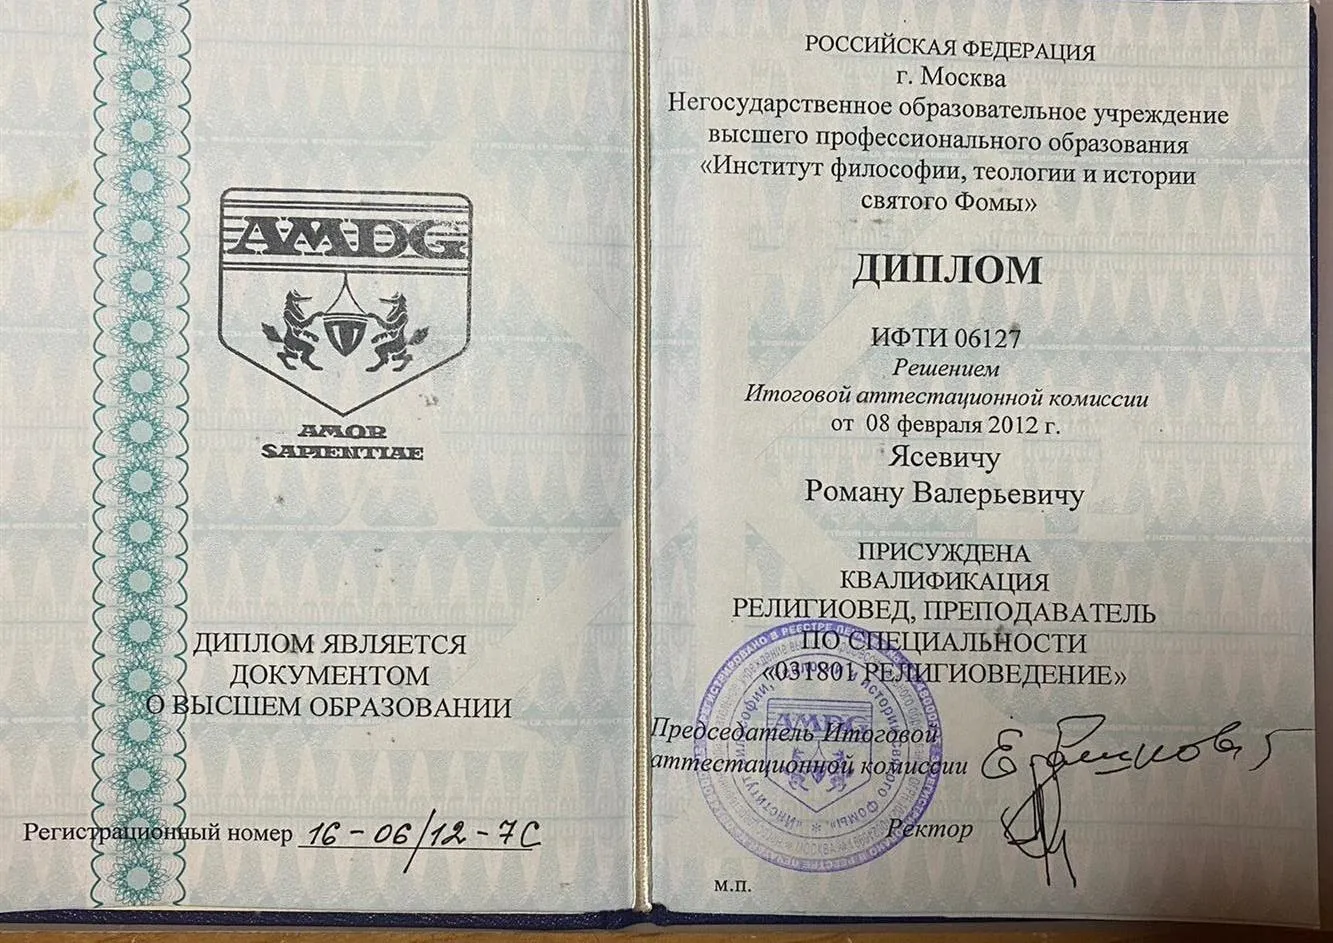 AMDG
AMOR
SAPIENTIAE
ДИПЛОМ ЯВЛЯЕТСЯ
ДОКУМЕНТОМ
О ВЫСШЕМ ОБРАЗОВАНИИ
Регистрационный номер 16-06/12-7С
РОССИЙСКАЯ ФЕДЕРАЦИЯ
г. Москва
Негосударственное образовательное учреждение
высшего профессионального образования
«Институт философии, теологии и истории
святого Фомы»
ДИПЛОМ
ИФТИ 06127
Решением
Итоговой аттестационной комиссии
от 08 февраля 2012 г.
Ясевичу
Роману Валерьевичу
ПРИСУЖДЕНА
КВАЛИФИКАЦИЯ
РЕЛИГИОВЕД, ПРЕПОДАВАТЕЛЬ
ПО СПЕЦИАЛЬНОСТИ
«031801 РЕЛИГИОВЕДЕНИЕ»
Председатель Итоговой
аттестационной комиссии
Ректор
м.п.
AMDG